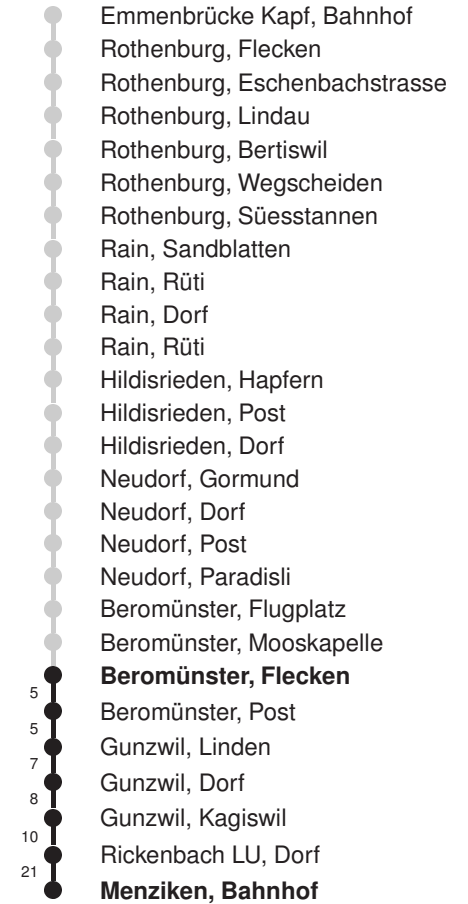 Emmenbrücke Kapf, Bahnhof
Rothenburg, Flecken
Rothenburg, Eschenbachstrasse
Rothenburg, Lindau
Rothenburg, Bertiswil
Rothenburg, Wegscheiden
Rothenburg, Süesstannen
Rain, Sandblatten
Rain, Rüti
Rain, Dorf
Rain, Rüti
Hildisrieden, Hapfern
Hildisrieden, Post
Hildisrieden, Dorf
Neudorf, Gormund
Neudorf, Dorf
Neudorf, Post
Neudorf, Paradisli
Beromünster, Flugplatz
Beromünster, Mooskapelle
Beromünster, Flecken
5
Beromünster, Post
5
Gunzwil, Linden
7
Gunzwil, Dorf
8
Gunzwil, Kagiswil
10
Rickenbach LU, Dorf
21
Menziken, Bahnhof